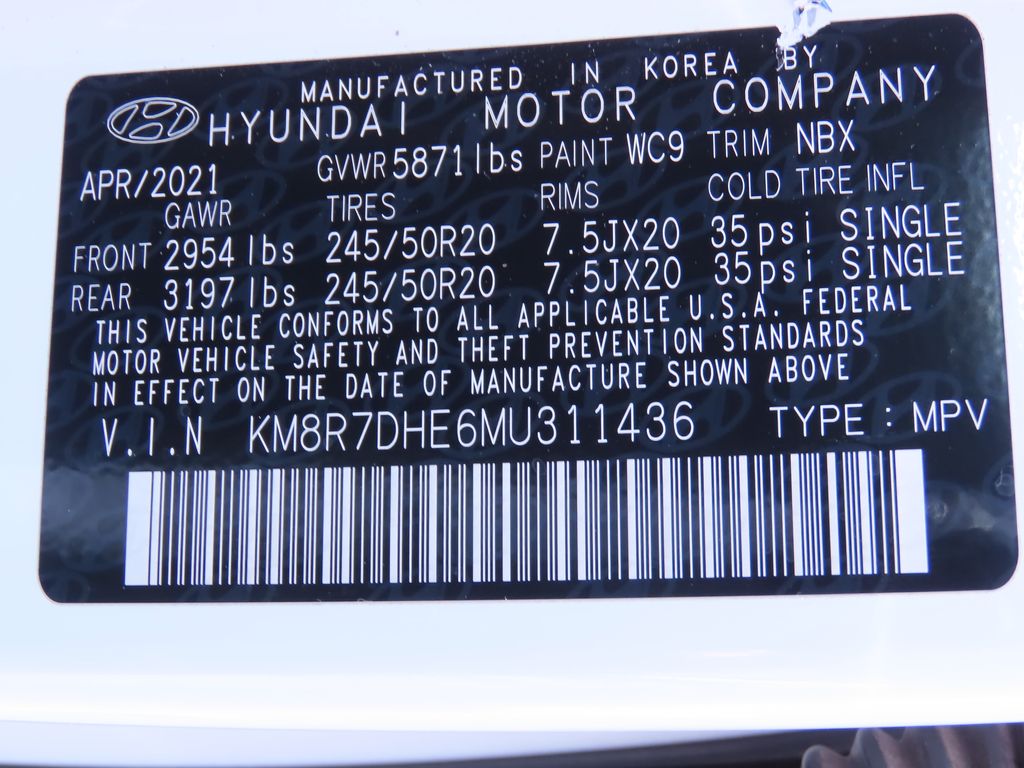 MANUFACTURED IN KOREA BY
HYUNDAI MOTOR COMPANY
APR/2021 GVWR 5871 lbs PAINT WC9 TRIM NBX
GAWR TIRES RIMS COLD TIRE INFL
FRONT 2954 lbs 245/50R20 7.5JX20 35psi SINGLE
REAR 3197 lbs 245/50R20 7.5JX20 35psi SINGLE
THIS VEHICLE CONFORMS TO ALL APPLICABLE U.S.A. FEDERAL
MOTOR VEHICLE SAFETY AND THEFT PREVENTION STANDARDS
IN EFFECT ON THE DATE OF MANUFACTURE SHOWN ABOVE
V.I.N KM8R7DHE6MU311436 TYPE : MPV